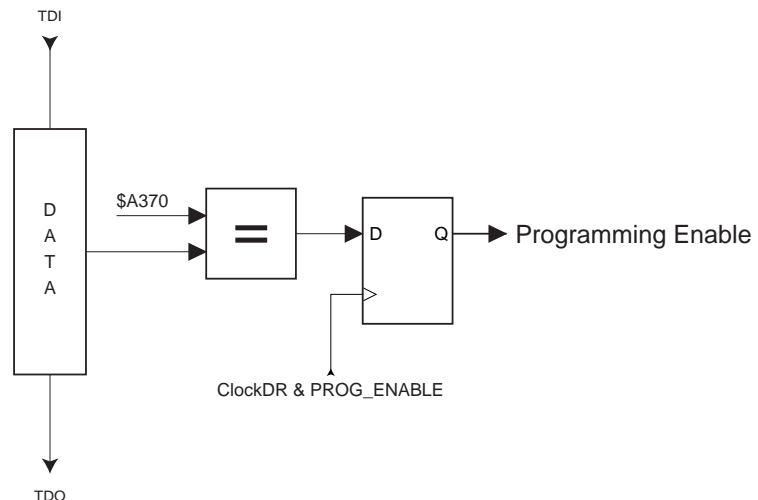 TDI
D
A
T
A
$A370
=
D
Q
Programming Enable
ClockDR & PROG_ENABLE
TDO